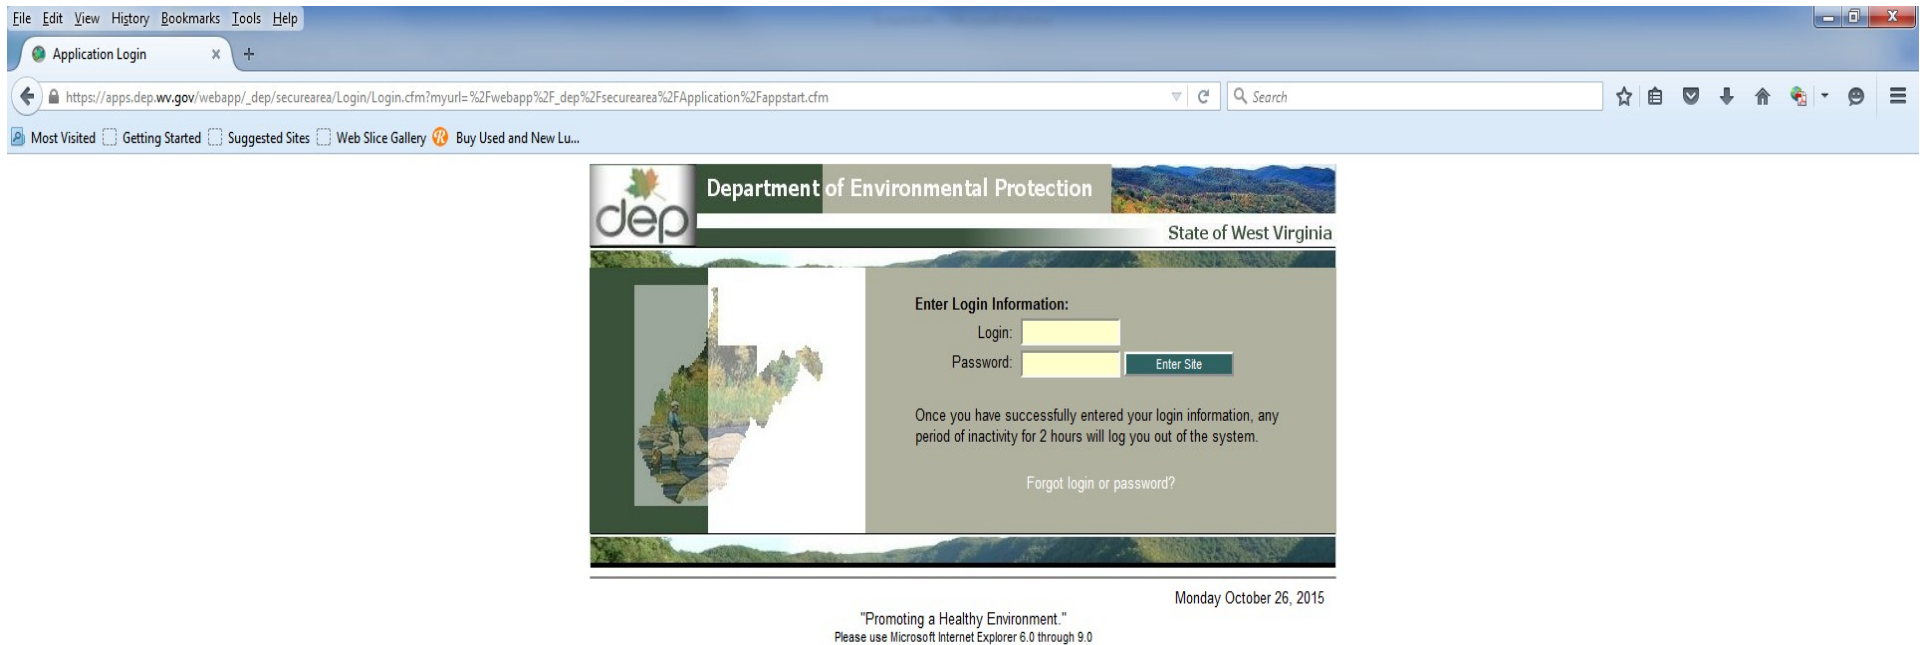 File Edit View History Bookmarks Tools Help
Application Login
https://apps.dep.wv.gov/webapp/_dep/securearea/Login/Login.cfm?myurl=%2Fwebapp%2F_dep%2Fsecurearea%2FApplication%2Fappstart.cfm
Search
Most Visited Getting Started Suggested Sites Web Slice Gallery Buy Used and New Lu...
dep
Department of Environmental Protection
State of West Virginia
Enter Login Information:
Login:
Password: Enter Site
Once you have successfully entered your login information, any
period of inactivity for 2 hours will log you out of the system.
Forgot login or password?
Monday October 26, 2015
"Promoting a Healthy Environment."
Please use Microsoft Internet Explorer 6.0 through 9.0